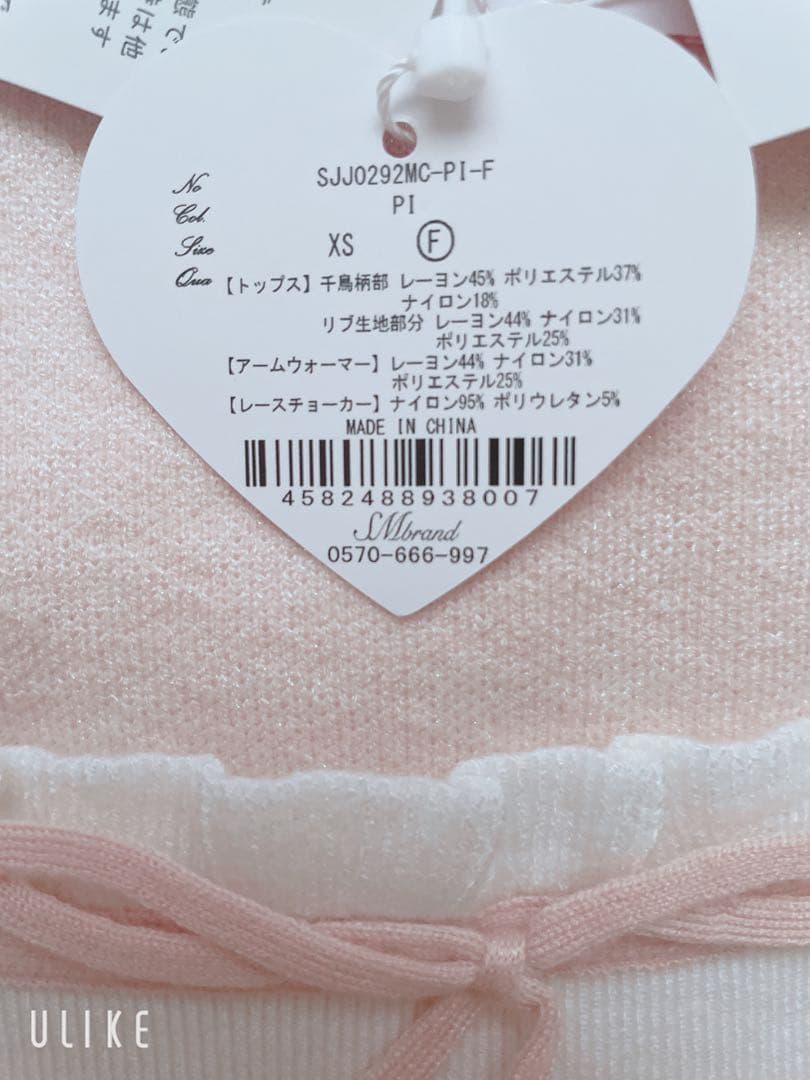 態で、
は他
ます
No SJJ0292MC-PI-F
Col. PI
Size XS Ⓕ
Qua 【トップス】千鳥柄部 レーヨン45% ポリエステル37%
ナイロン18%
リブ生地部分 レーヨン44% ナイロン31%
ポリエステル25%
【アームウォーマー】レーヨン44% ナイロン31%
ポリエステル25%
【レースチョーカー】ナイロン95% ポリウレタン5%
MADE IN CHINA
4582488938007
SMbrand
0570-666-997
ULIKE